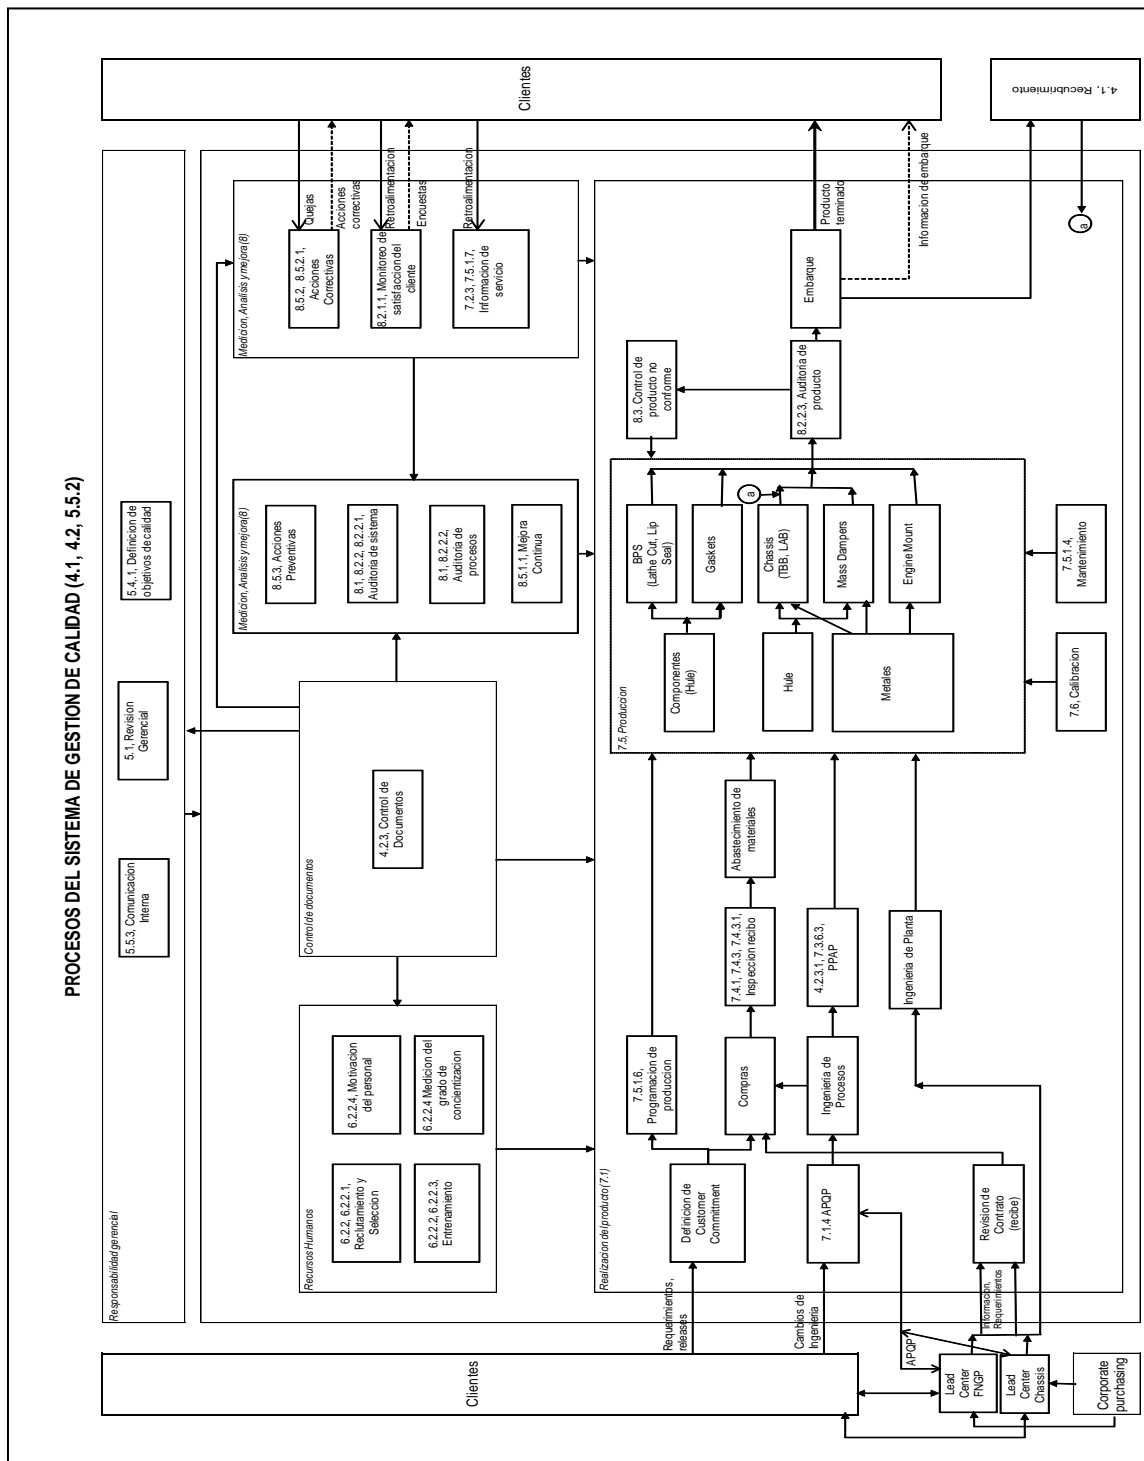 PROCESOS DEL SISTEMA DE GESTION DE CALIDAD (4.1, 4.2, 5.5.2)
Responsabilidad gerencial
5.5.3, Comunicacion
Interna
5.1, Revision
Gerencial
5.4,.1, Definicion de
objetivos de calidad
Clientes
Recursos Humanos
6.2.2, 6.2.2.1,
Reclutamiento y
Seleccion
6.2.2.4, Motivacion
del personal
6.2.2.2, 6.2.2.3,
Entrenamiento
6.2.2.4 Medicion del
grado de
concientizacion
Control de documentos
4.2.3, Control de
Documentos
Medicion, Analisis y mejora(8)
8.5.3, Acciones
Preventivas
8.1, 8.2.2, 8.2.2.1,
Auditoria de sistema
8.1, 8.2.2.2,
Auditoria de
procesos
8.5.1.1, Mejora
Continua
Medicion, Analisis y mejora(8)
8.5.2, 8.5.2.1,
Acciones
Correctivas
8.2.1.1, Monitoreo de
satisfaccion del
cliente
7.2.3, 7.5.1.7,
Informacion de
servicio
Quejas
Acciones
correctivas
Retroalimentacion
Encuestas
Retroalimentacion
Clientes
Realizacion del producto(7.1)
Requerimientos,
releases
Definicion de
Customer
Committment
7.5.1.6,
Programacion de
produccion
Compras
7.4.1, 7.4.3, 7.4.3.1,
Inspeccion recibo
Abastecimiento de
materiales
Cambios de
Ingenieria
7.1.4 APQP
Ingenieria de
Procesos
4.2.3.1, 7.3.6.3,
PPAP
Informacion,
Requerimientos
Revision de
Contrato
(recibe)
Ingenieria de Planta
APQP
Lead
Center
FNGP
Lead
Center
Chassis
Corporate
purchasing
7.5, Produccion
Componentes
(Hule)
BPS
(Lathe Cut, Lip
Seal)
Gaskets
Hule
Chassis
(TBB, LAB)
a
Mass Dampers
Metales
Engine Mount
7.6, Calibracion
7.5.1.4,
Mantenimiento
8.3. Control de
producto no
conforme
8.2.2.3, Auditoria de
producto
Embarque
Producto
terminado
Informacion de embarque
4.1, Recubrimiento
a